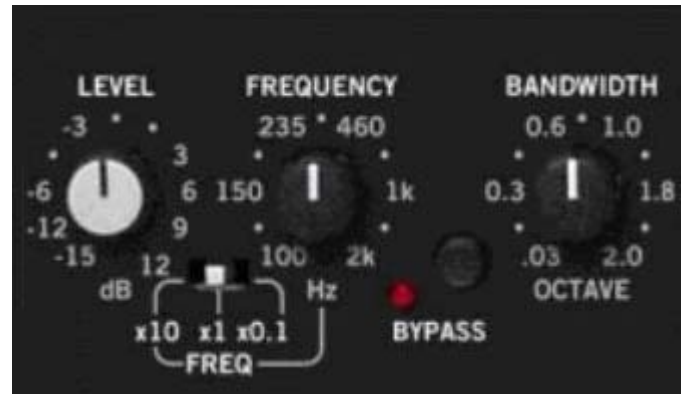 LEVEL FREQUENCY BANDWIDTH
-3 235 460 0.6 1.0
3
-6 6 150 1k 0.3 1.8
-12 9
-15 12 100 2k .03 2.0
dB Hz OCTAVE
x10 x1 x0.1 BYPASS
FREQ